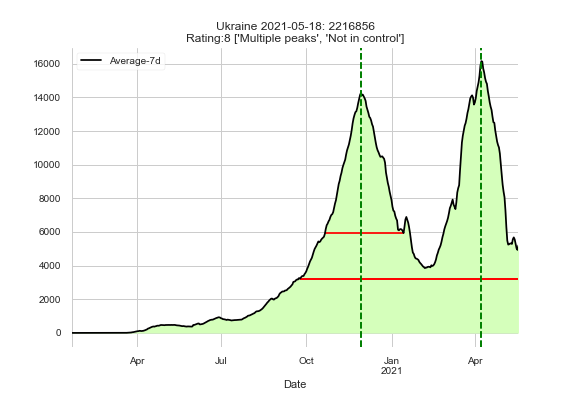 Ukraine 2021-05-18: 2216856
Rating:8 ['Multiple peaks', 'Not in control']
Average-7d
16000
14000
12000
10000
8000
6000
4000
2000
0
Apr
Jul
Oct
Jan
2021
Apr
Date